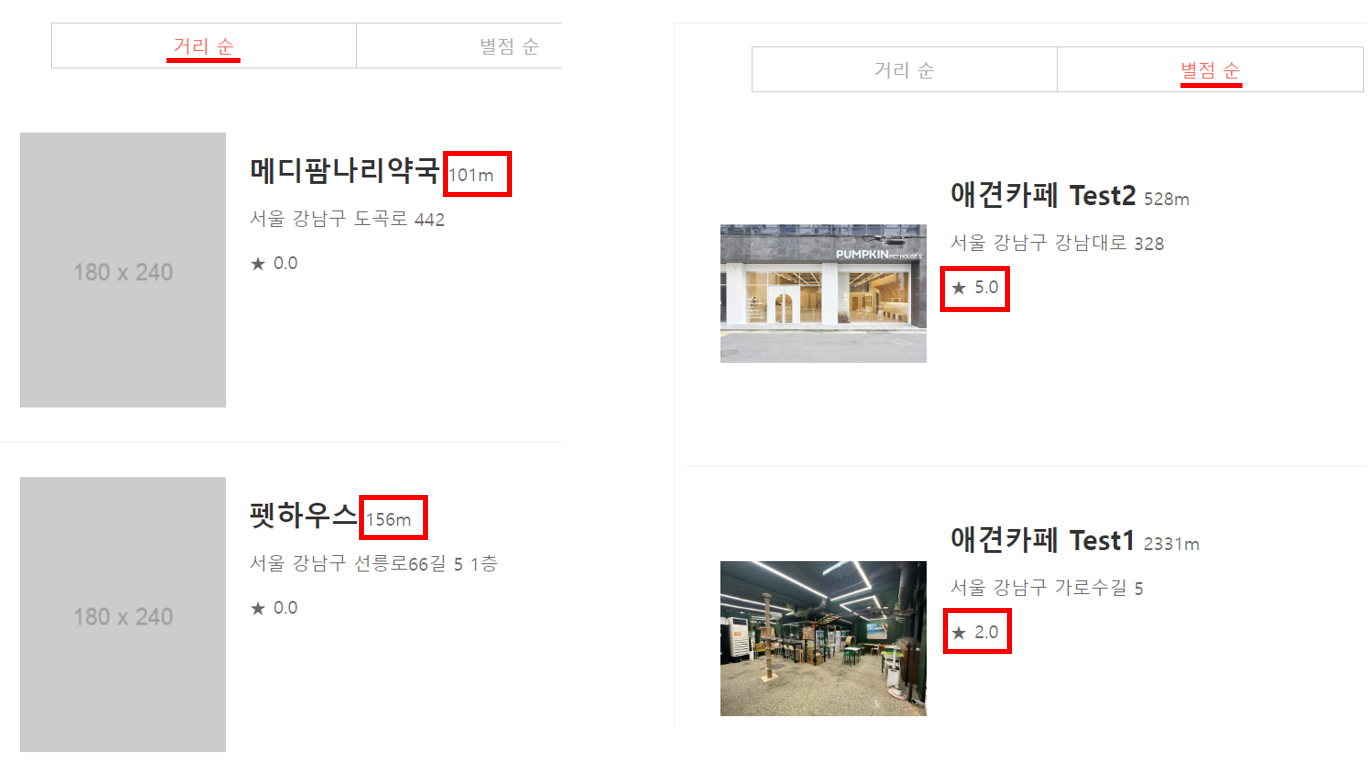 거리 순
별점 순
180 x 240
메디팜나리약국 101m
서울 강남구 도곡로 442
★ 0.0
180 x 240
펫하우스 156m
서울 강남구 선릉로66길 5 1층
★ 0.0
거리 순
별점 순
PUMPKIN PET HOUSE
애견카페 Test2 528m
서울 강남구 강남대로 328
★ 5.0
애견카페 Test1 2331m
서울 강남구 가로수길 5
★ 2.0